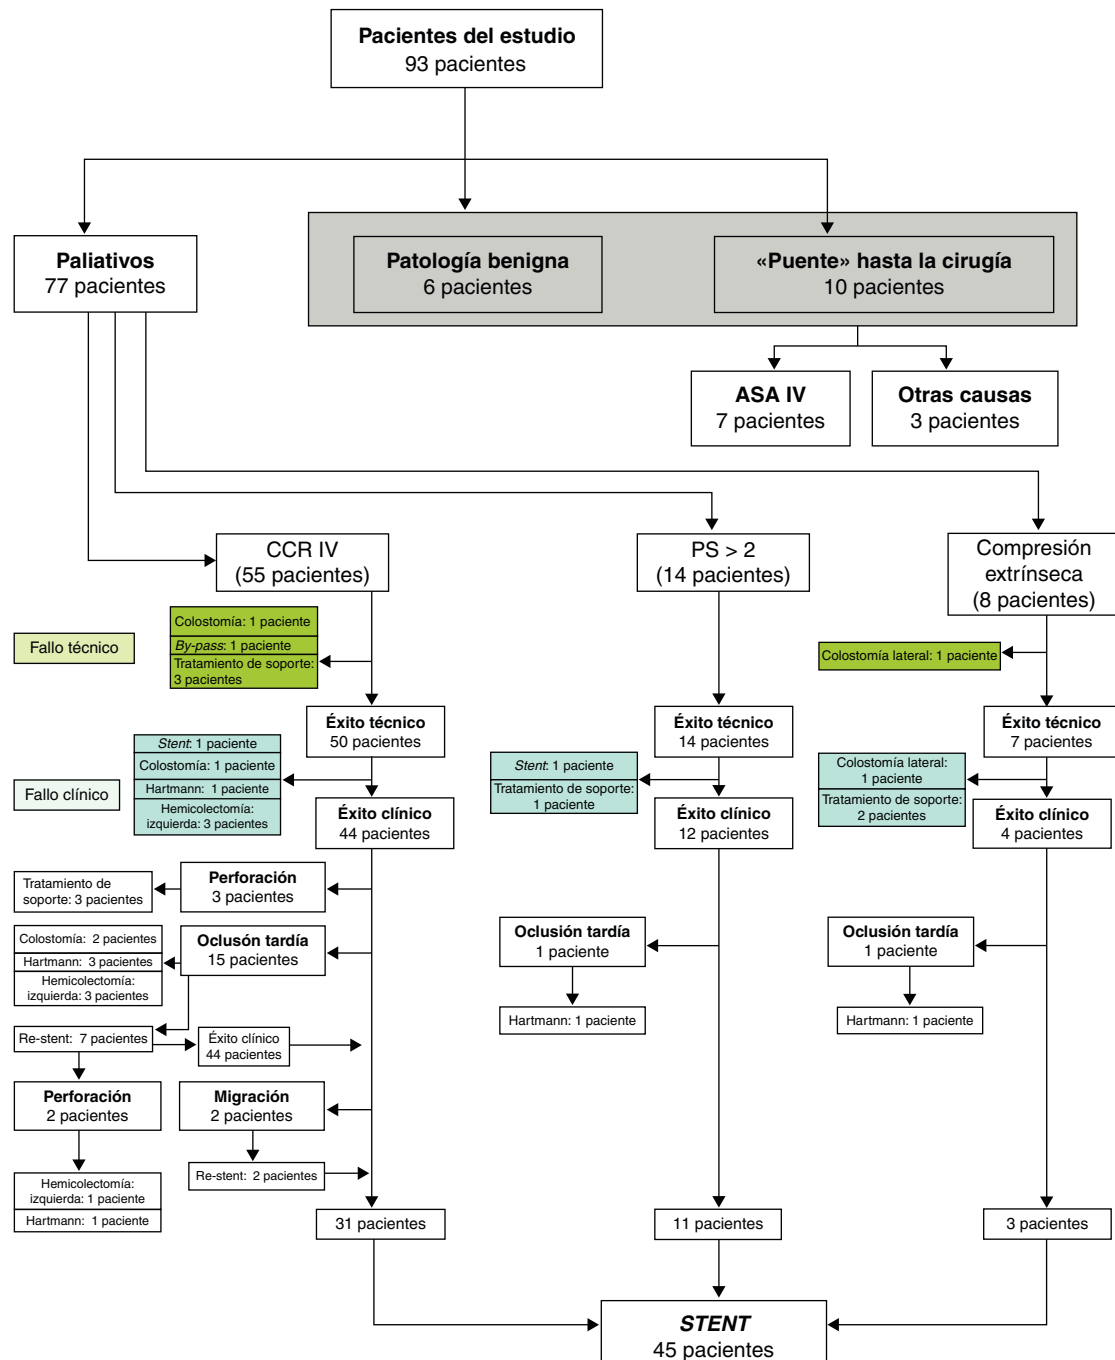 Pacientes del estudio
93 pacientes
Paliativos
77 pacientes
Patología benigna
6 pacientes
«Puente» hasta la cirugía
10 pacientes
ASA IV
7 pacientes
Otras causas
3 pacientes
CCR IV
(55 pacientes)
PS > 2
(14 pacientes)
Compresión
extrínseca
(8 pacientes)
Fallo técnico
Colostomía: 1 paciente
By-pass: 1 paciente
Tratamiento de soporte:
3 pacientes
Colostomía lateral: 1 paciente
Éxito técnico
50 pacientes
Éxito técnico
14 pacientes
Éxito técnico
7 pacientes
Fallo clínico
Stent: 1 paciente
Colostomía: 1 paciente
Hartmann: 1 paciente
Hemicolectomía
izquierda: 3 pacientes
Stent: 1 paciente
Tratamiento de soporte:
1 paciente
Colostomía lateral:
1 paciente
Tratamiento de soporte:
2 pacientes
Éxito clínico
44 pacientes
Éxito clínico
12 pacientes
Éxito clínico
4 pacientes
Tratamiento de
soporte: 3 pacientes
Perforación
3 pacientes
Colostomía: 2 pacientes
Hartmann: 3 pacientes
Hemicolectomía:
izquierda: 3 pacientes
Oclusón tardía
15 pacientes
Oclusión tardía
1 paciente
Oclusión tardía
1 paciente
Hartmann: 1 paciente
Hartmann: 1 paciente
Re-stent: 7 pacientes
Éxito clínico
44 pacientes
Perforación
2 pacientes
Migración
2 pacientes
Hemicolectomía:
izquierda: 1 paciente
Hartmann: 1 paciente
Re-stent: 2 pacientes
31 pacientes
11 pacientes
3 pacientes
STENT
45 pacientes